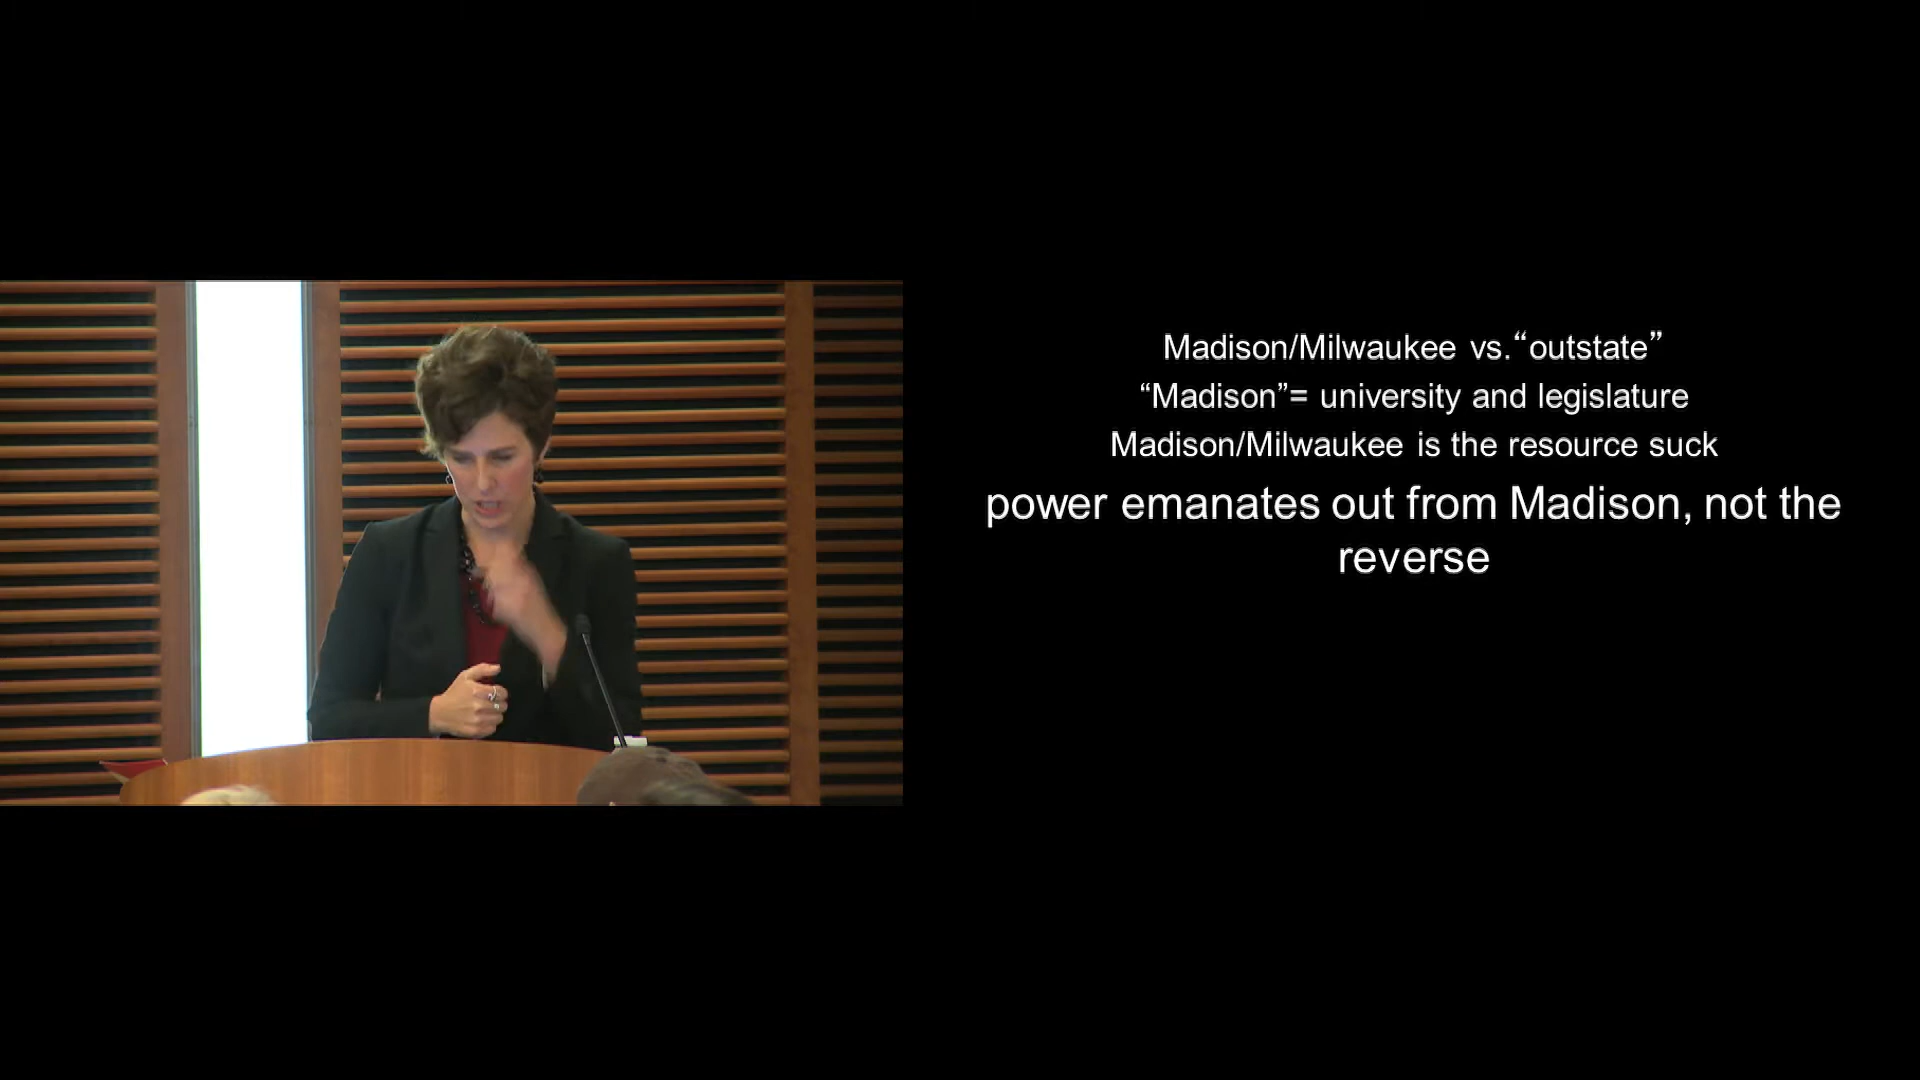 Madison/Milwaukee vs.“outstate”
“Madison”= university and legislature
Madison/Milwaukee is the resource suck
power emanates out from Madison, not the
reverse